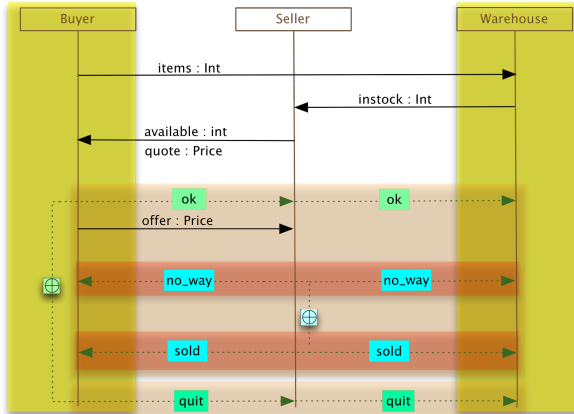 Buyer
Seller
Warehouse
items : Int
instock : Int
available : int
quote : Price
ok
ok
offer : Price
no_way
no_way
sold
sold
quit
quit